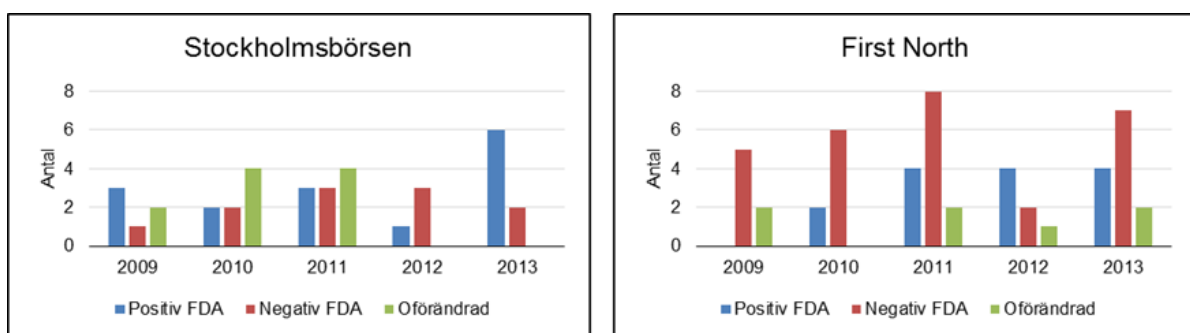 Stockholmsbörsen
8
6
4
2
0
Antal
2009 2010 2011 2012 2013
Positiv FDA Negativ FDA Oförändrad
First North
8
6
4
2
0
Antal
2009 2010 2011 2012 2013
Positiv FDA Negativ FDA Oförändrad